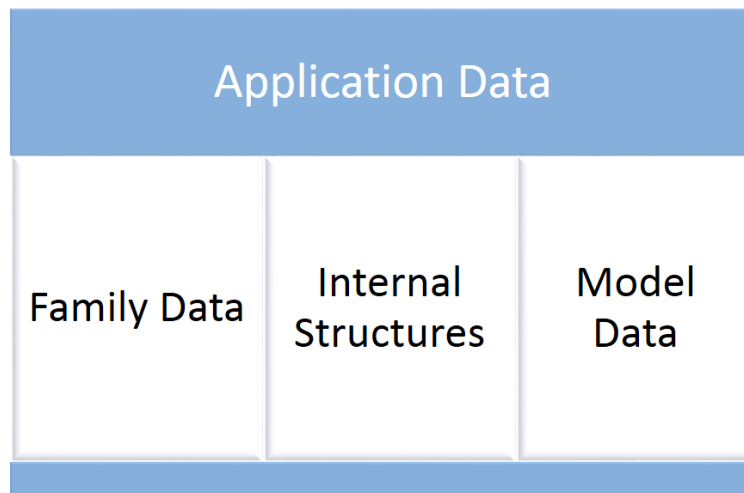 Application Data
Family Data
Internal
Structures
Model
Data